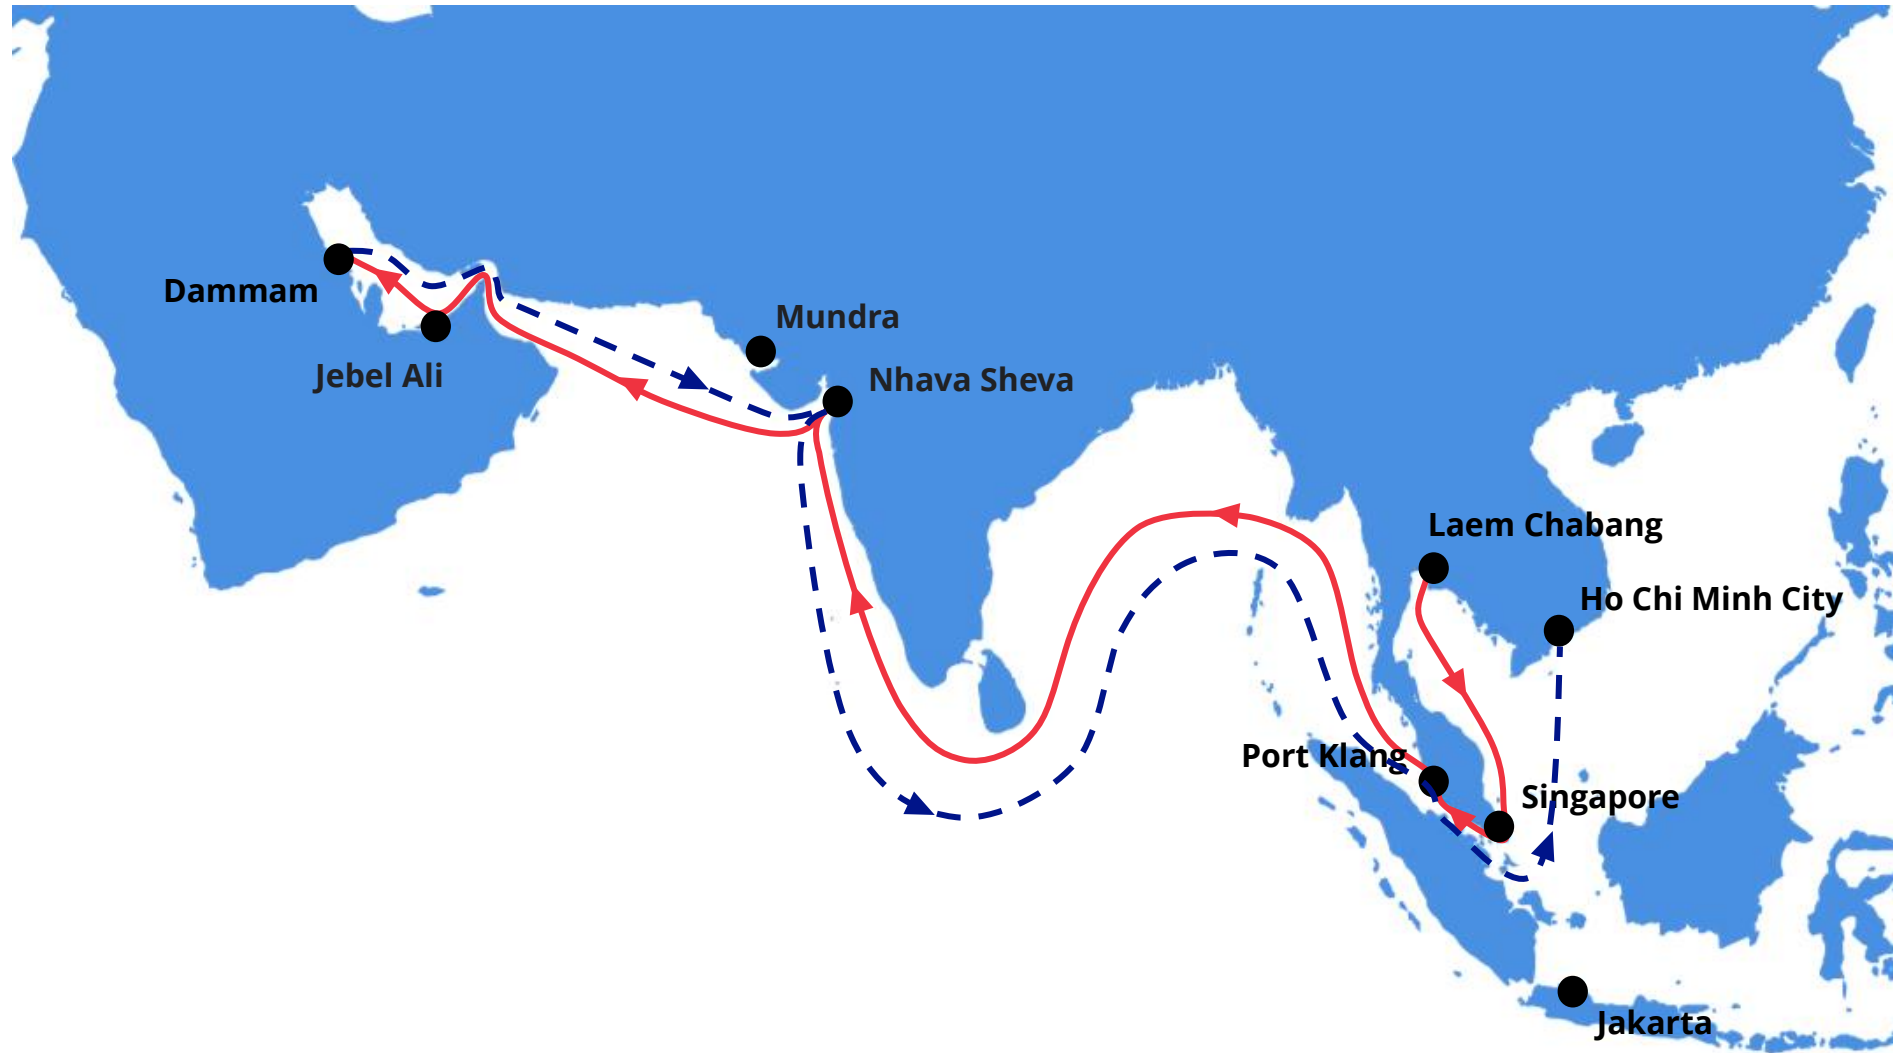 Dammam
Mundra
Jebel Ali
Nhava Sheva
Laem Chabang
Ho Chi Minh City
Port Klang
Singapore
Jakarta